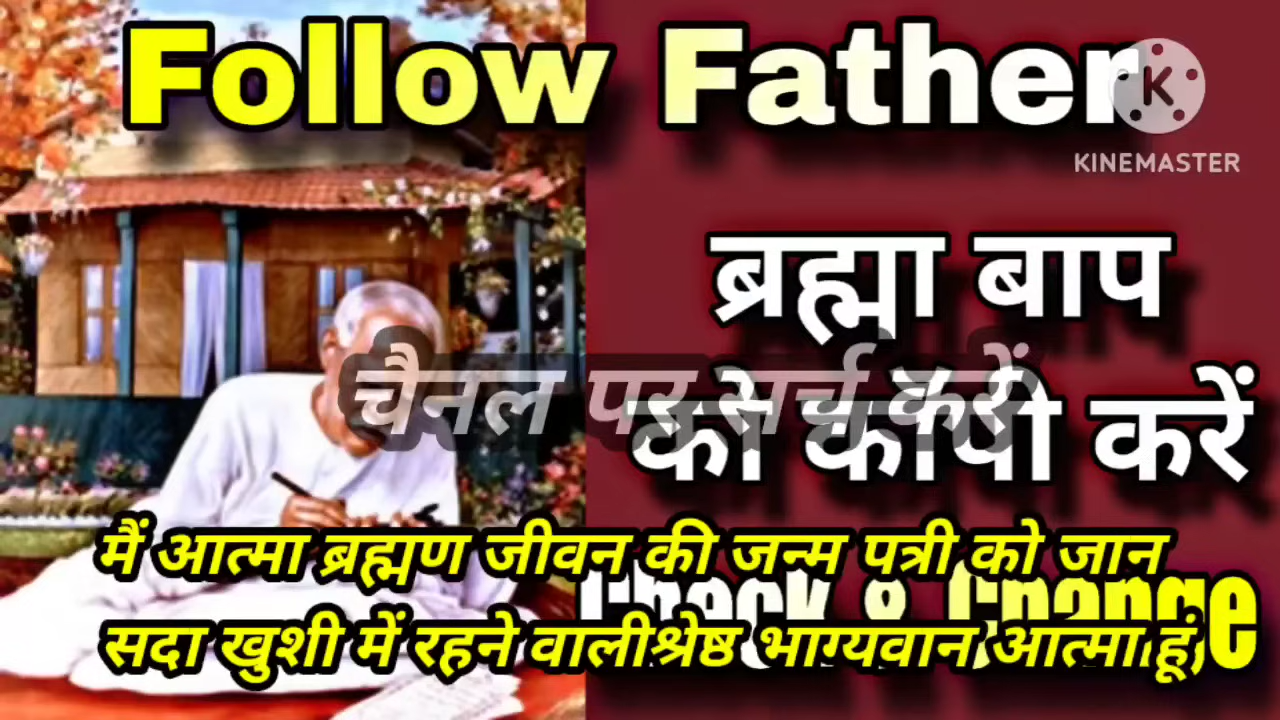 Follow Father
KINEMASTER
ब्रह्मा बाप
चैनल पर सर्च करें
को कॉपी करें
मैं आत्मा ब्रह्मण जीवन की जन्म पत्री को जान
Check & Change
सदा खुशी में रहने वालीश्रेष्ठ भाग्यवान आत्मा हूं,